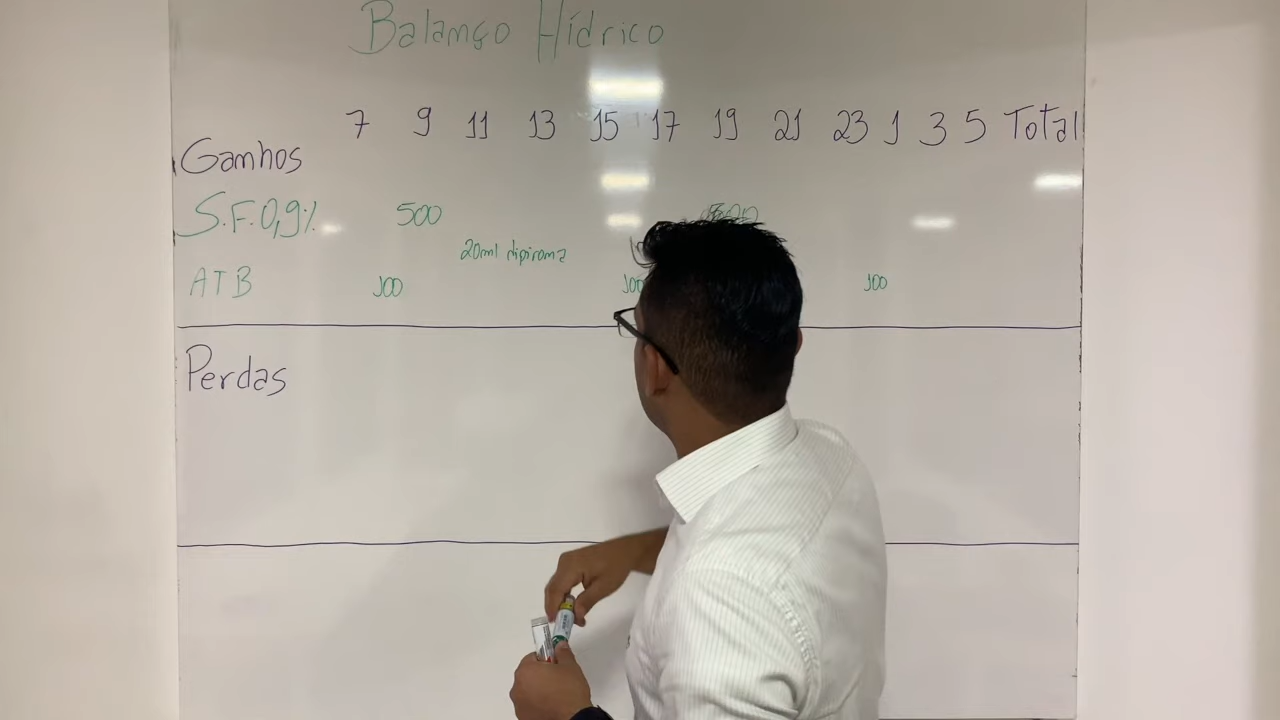 Balanço Hídrico
7 9 11 13 15 17 19 21 23 1 3 5 Total
Ganhos
S.F. 0,9% 500 500
20ml dipirona
ATB 100 100 100
Perdas